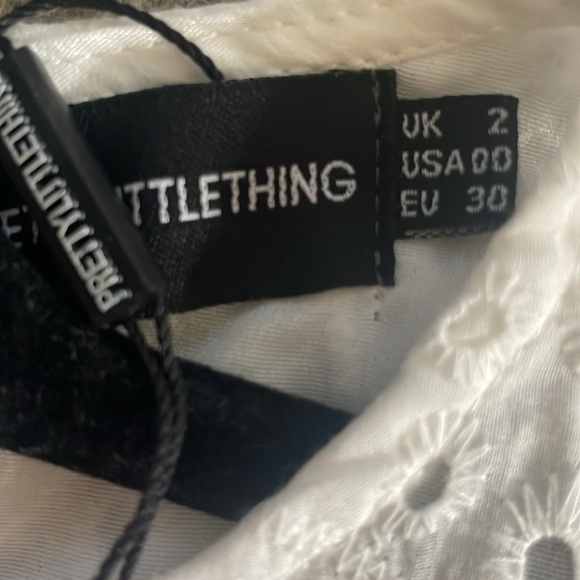 PRETTYLITTLETHING
TTLETHING
UK 2
USA 00
EU 30